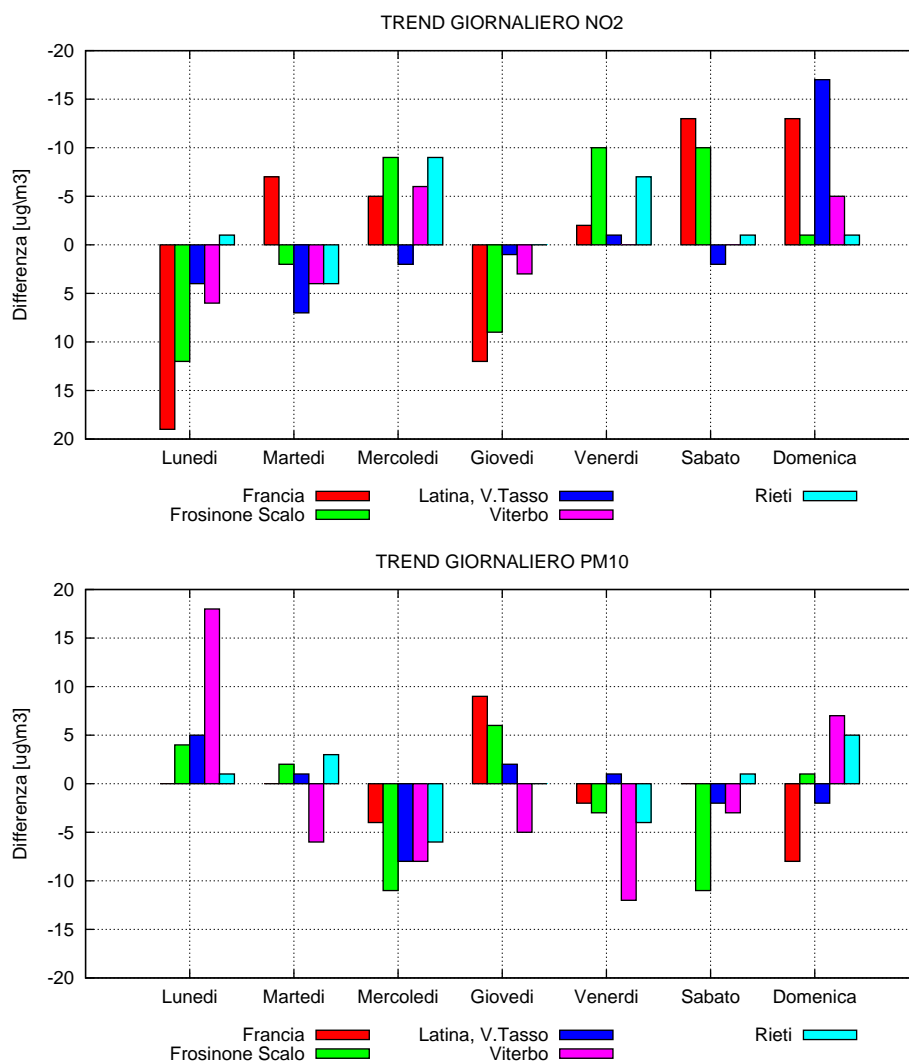 TREND GIORNALIERO NO2
-20
-15
-10
-5
0
5
10
15
20
Differenza [ug\m3]
Lunedi Martedi Mercoledi Giovedi Venerdi Sabato Domenica
Francia Latina, V.Tasso Rieti
Frosinone Scalo Viterbo
TREND GIORNALIERO PM10
20
15
10
5
0
-5
-10
-15
-20
Differenza [ug\m3]
Lunedi Martedi Mercoledi Giovedi Venerdi Sabato Domenica
Francia Latina, V.Tasso Rieti
Frosinone Scalo Viterbo